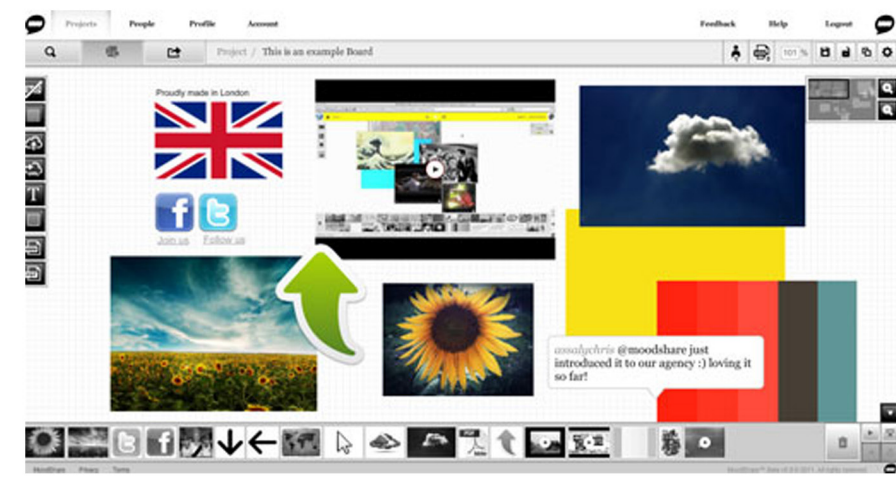 Projects People Profile Account Feedback Help Logout
Project / This is an example Board
101 %
Proudly made in London
Join us Follow us
assalychris @moodshare just
introduced it to our agency :) loving it
so far!
T
PDF
MoodShare Privacy Terms